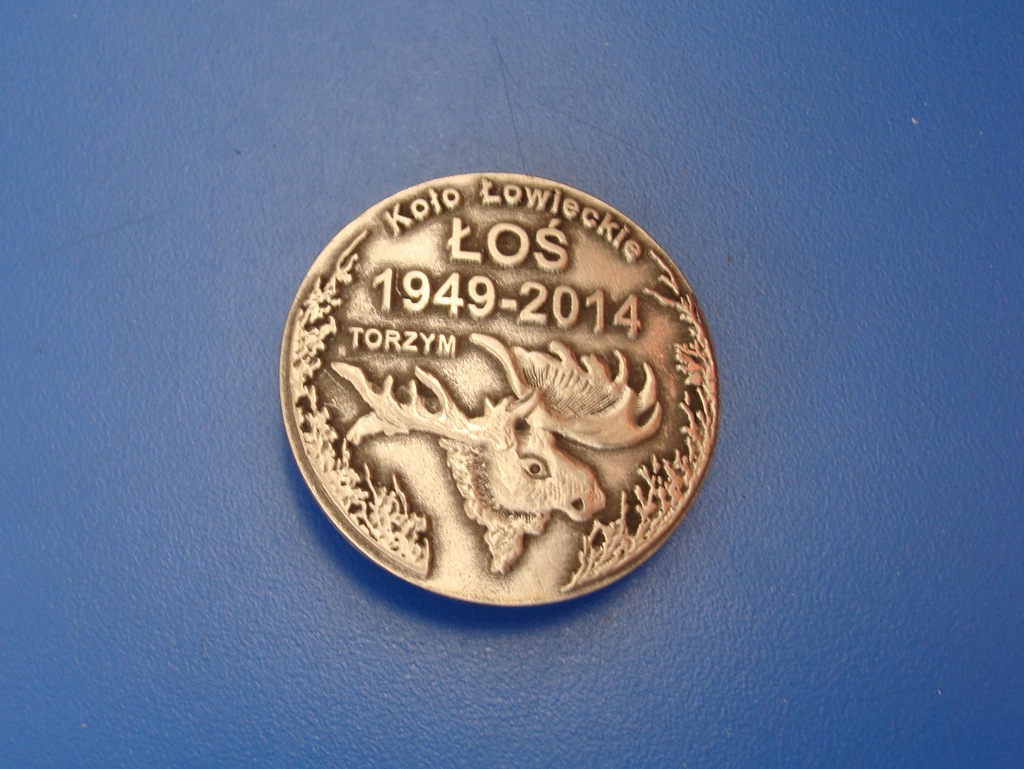 Koło Łowieckie
ŁOŚ
1949-2014
TORZYM